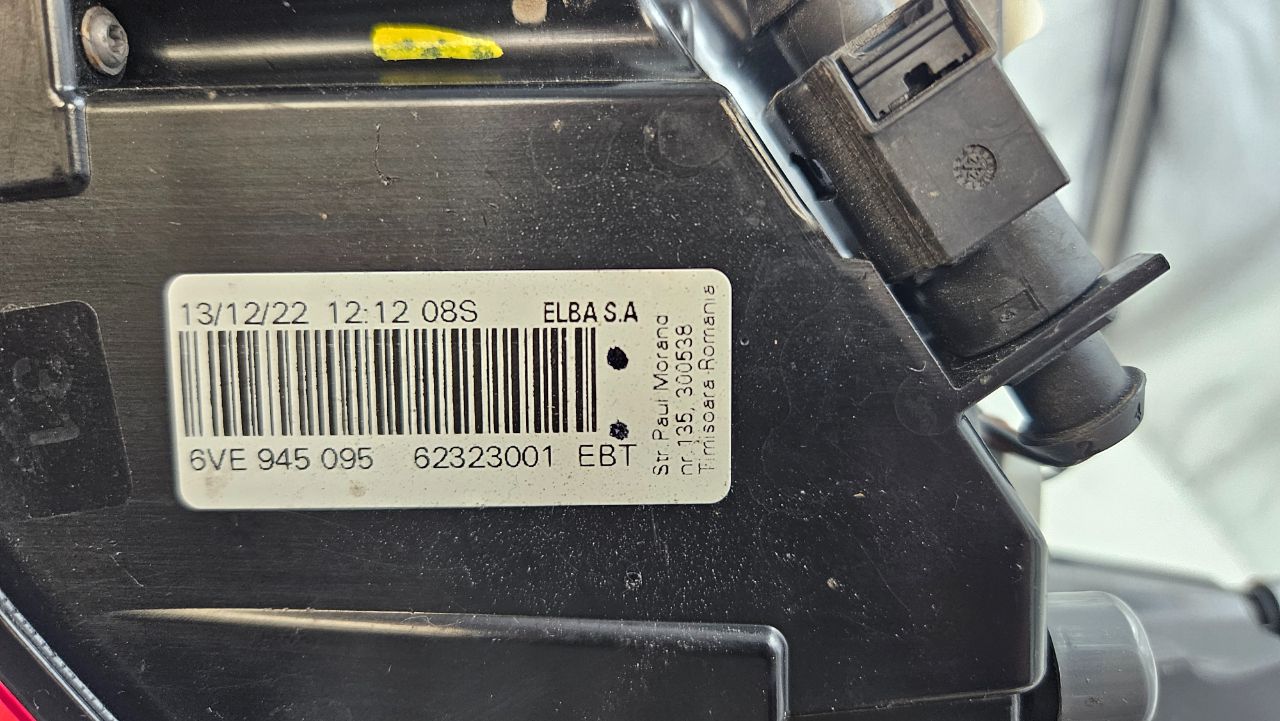 13/12/22 12:12 08S
ELBA S.A
6VE 945 095 62323001 EBT
Str. Paul Morand
nr. 135, 300538
Timisoara-Romania
13